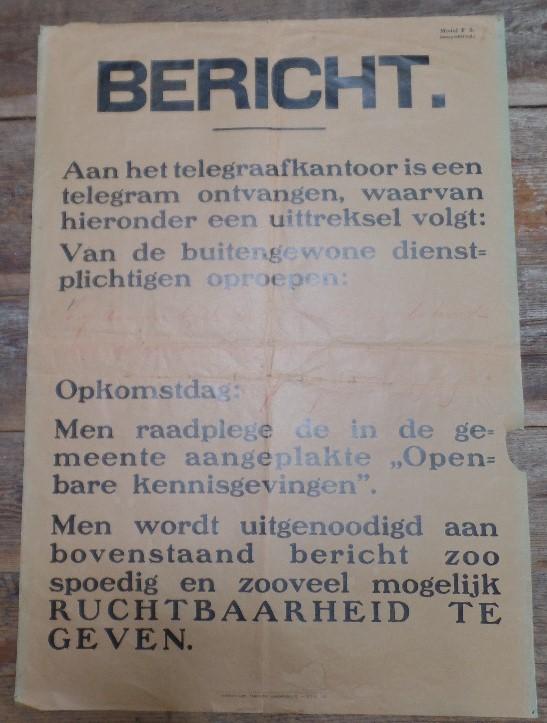 Model F 5.
BERICHT.
Aan het telegraafkantoor is een
telegram ontvangen, waarvan
hieronder een uittreksel volgt:
Van de buitengewone dienst=
plichtigen oproepen:
Opkomstdag:
Men raadplege de in de ge=
meente aangeplakte „Open=
bare kennisgevingen”.
Men wordt uitgenoodigd aan
bovenstaand bericht zoo
spoedig en zooveel mogelijk
RUCHTBAARHEID TE
GEVEN.